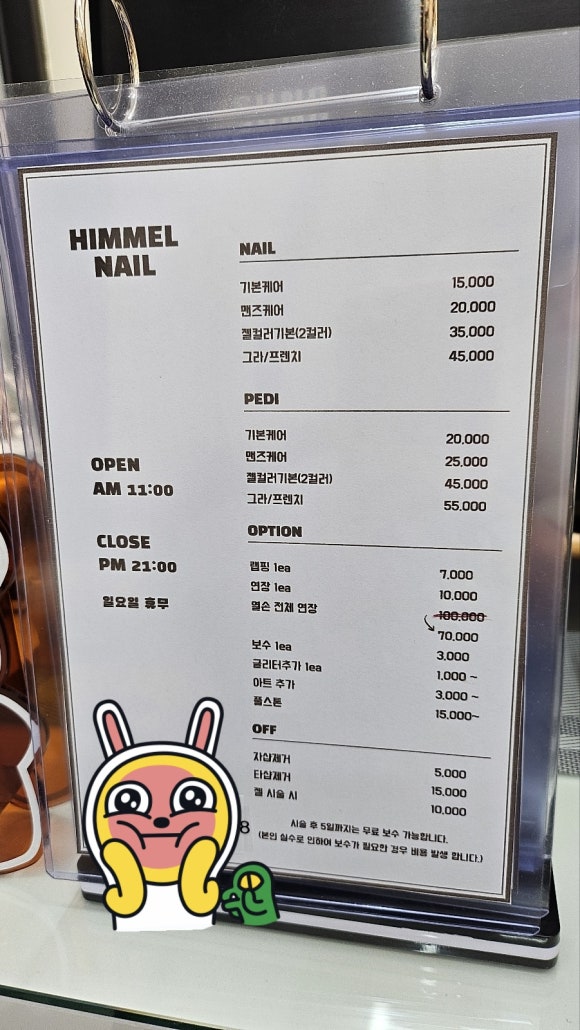 HIMMEL
NAIL
OPEN
AM 11:00
CLOSE
PM 21:00
일요일 휴무
8
NAIL
기본케어 15,000
맨즈케어 20,000
젤컬러기본(2컬러) 35,000
그라/프렌치 45,000
PEDI
기본케어 20,000
맨즈케어 25,000
젤컬러기본(2컬러) 45,000
그라/프렌치 55,000
OPTION
랩핑 1ea 7,000
연장 1ea 10,000
열손 전체 연장 100,000
70,000
보수 1ea 3,000
글리터추가 1ea 1,000 ~
아트 추가 3,000 ~
풀스톤 15,000~
OFF
자샵제거 5,000
타샵제거 15,000
젤 시술 시 10,000
시술 후 5일까지는 무료 보수 가능합니다.
(본인 실수로 인하여 보수가 필요한 경우 비용 발생 합니다.)